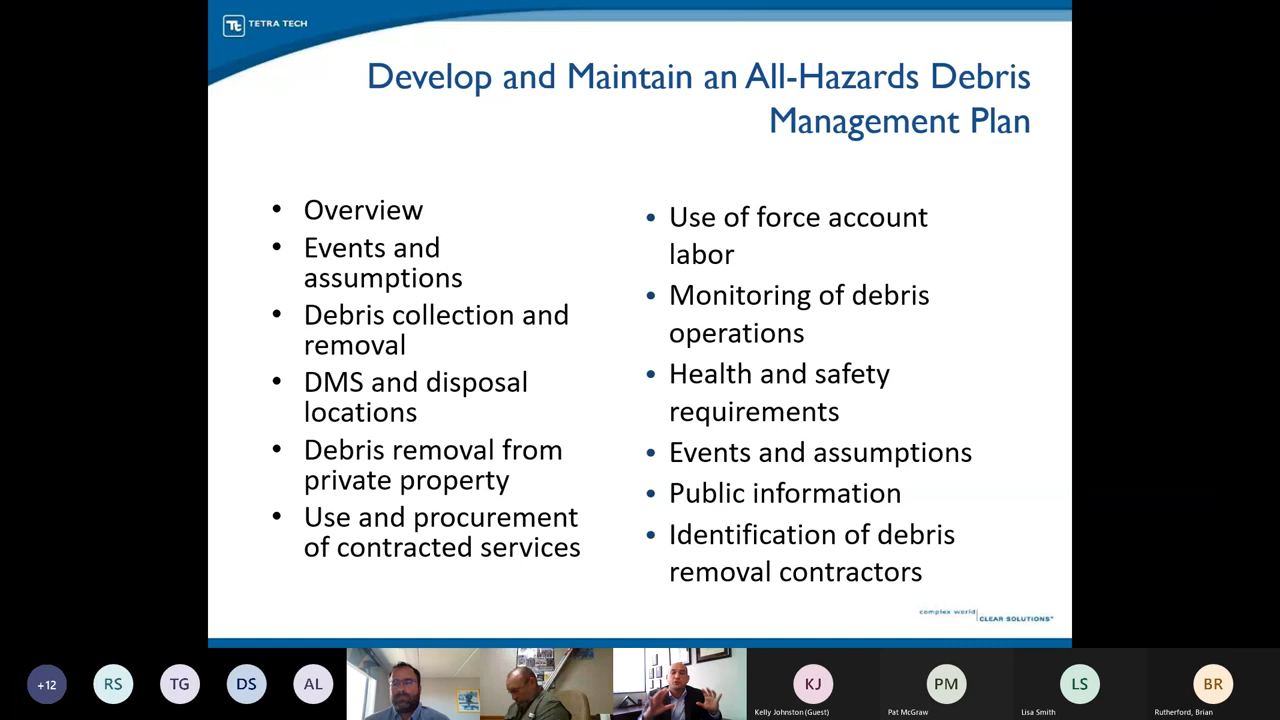 TETRA TECH
Develop and Maintain an All-Hazards Debris
Management Plan
• Overview
• Events and
assumptions
• Debris collection and
removal
• DMS and disposal
locations
• Debris removal from
private property
• Use and procurement
of contracted services
• Use of force account
labor
• Monitoring of debris
operations
• Health and safety
requirements
• Events and assumptions
• Public information
• Identification of debris
removal contractors
complex world
CLEAR SOLUTIONS™
+12
RS
TG
DS
AL
KJ
Kelly Johnston (Guest)
PM
Pat McGraw
LS
Lisa Smith
BR
Rutherford, Brian